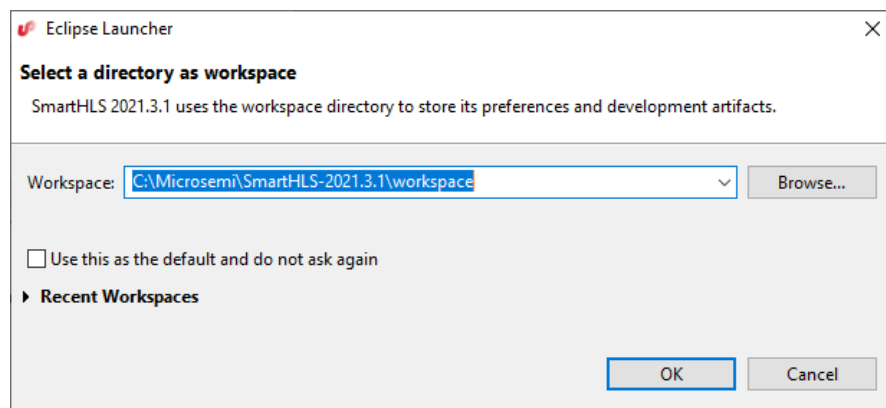 Eclipse Launcher
Select a directory as workspace
SmartHLS 2021.3.1 uses the workspace directory to store its preferences and development artifacts.
Workspace: C:\Microsemi\SmartHLS-2021.3.1\workspace Browse...
Use this as the default and do not ask again
Recent Workspaces
OK Cancel